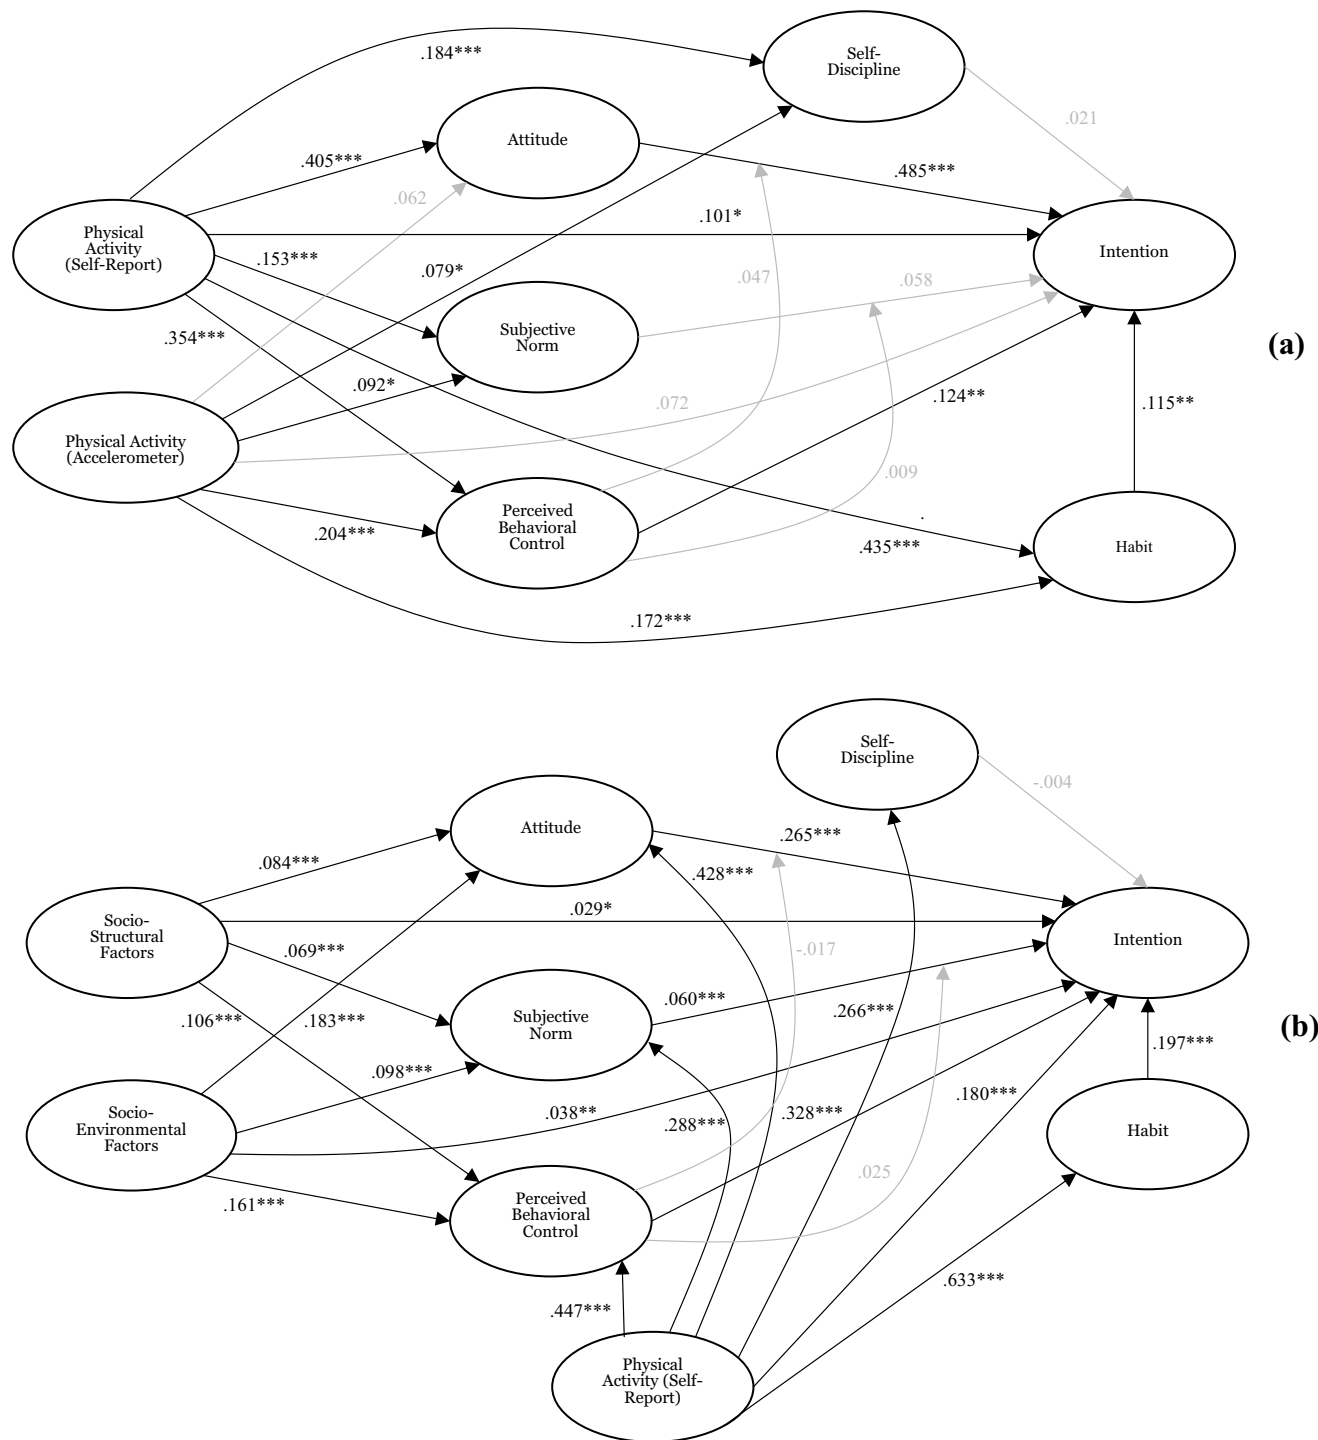 .184***
Self-
Discipline
.021
Attitude
.405***
.485***
.062
Physical
Activity
(Self-Report)
.101*
Intention
.153***
.079*
.047
.058
.354***
Subjective
Norm
(a)
.092*
.072
.124**
.115**
Physical Activity
(Accelerometer)
.009
.204***
Perceived
Behavioral
Control
.
.435***
Habit
.172***
Self-
Discipline
-.004
Attitude
.265***
.084***
.428***
.029*
Socio-
Structural
Factors
Intention
.069***
-.017
.060***
.106***
.183***
Subjective
Norm
.266***
(b)
.197***
.098***
.180***
.038**
.288***
.328***
Socio-
Environmental
Factors
Habit
.025
.161***
Perceived
Behavioral
Control
.633***
.447***
Physical
Activity (Self-
Report)